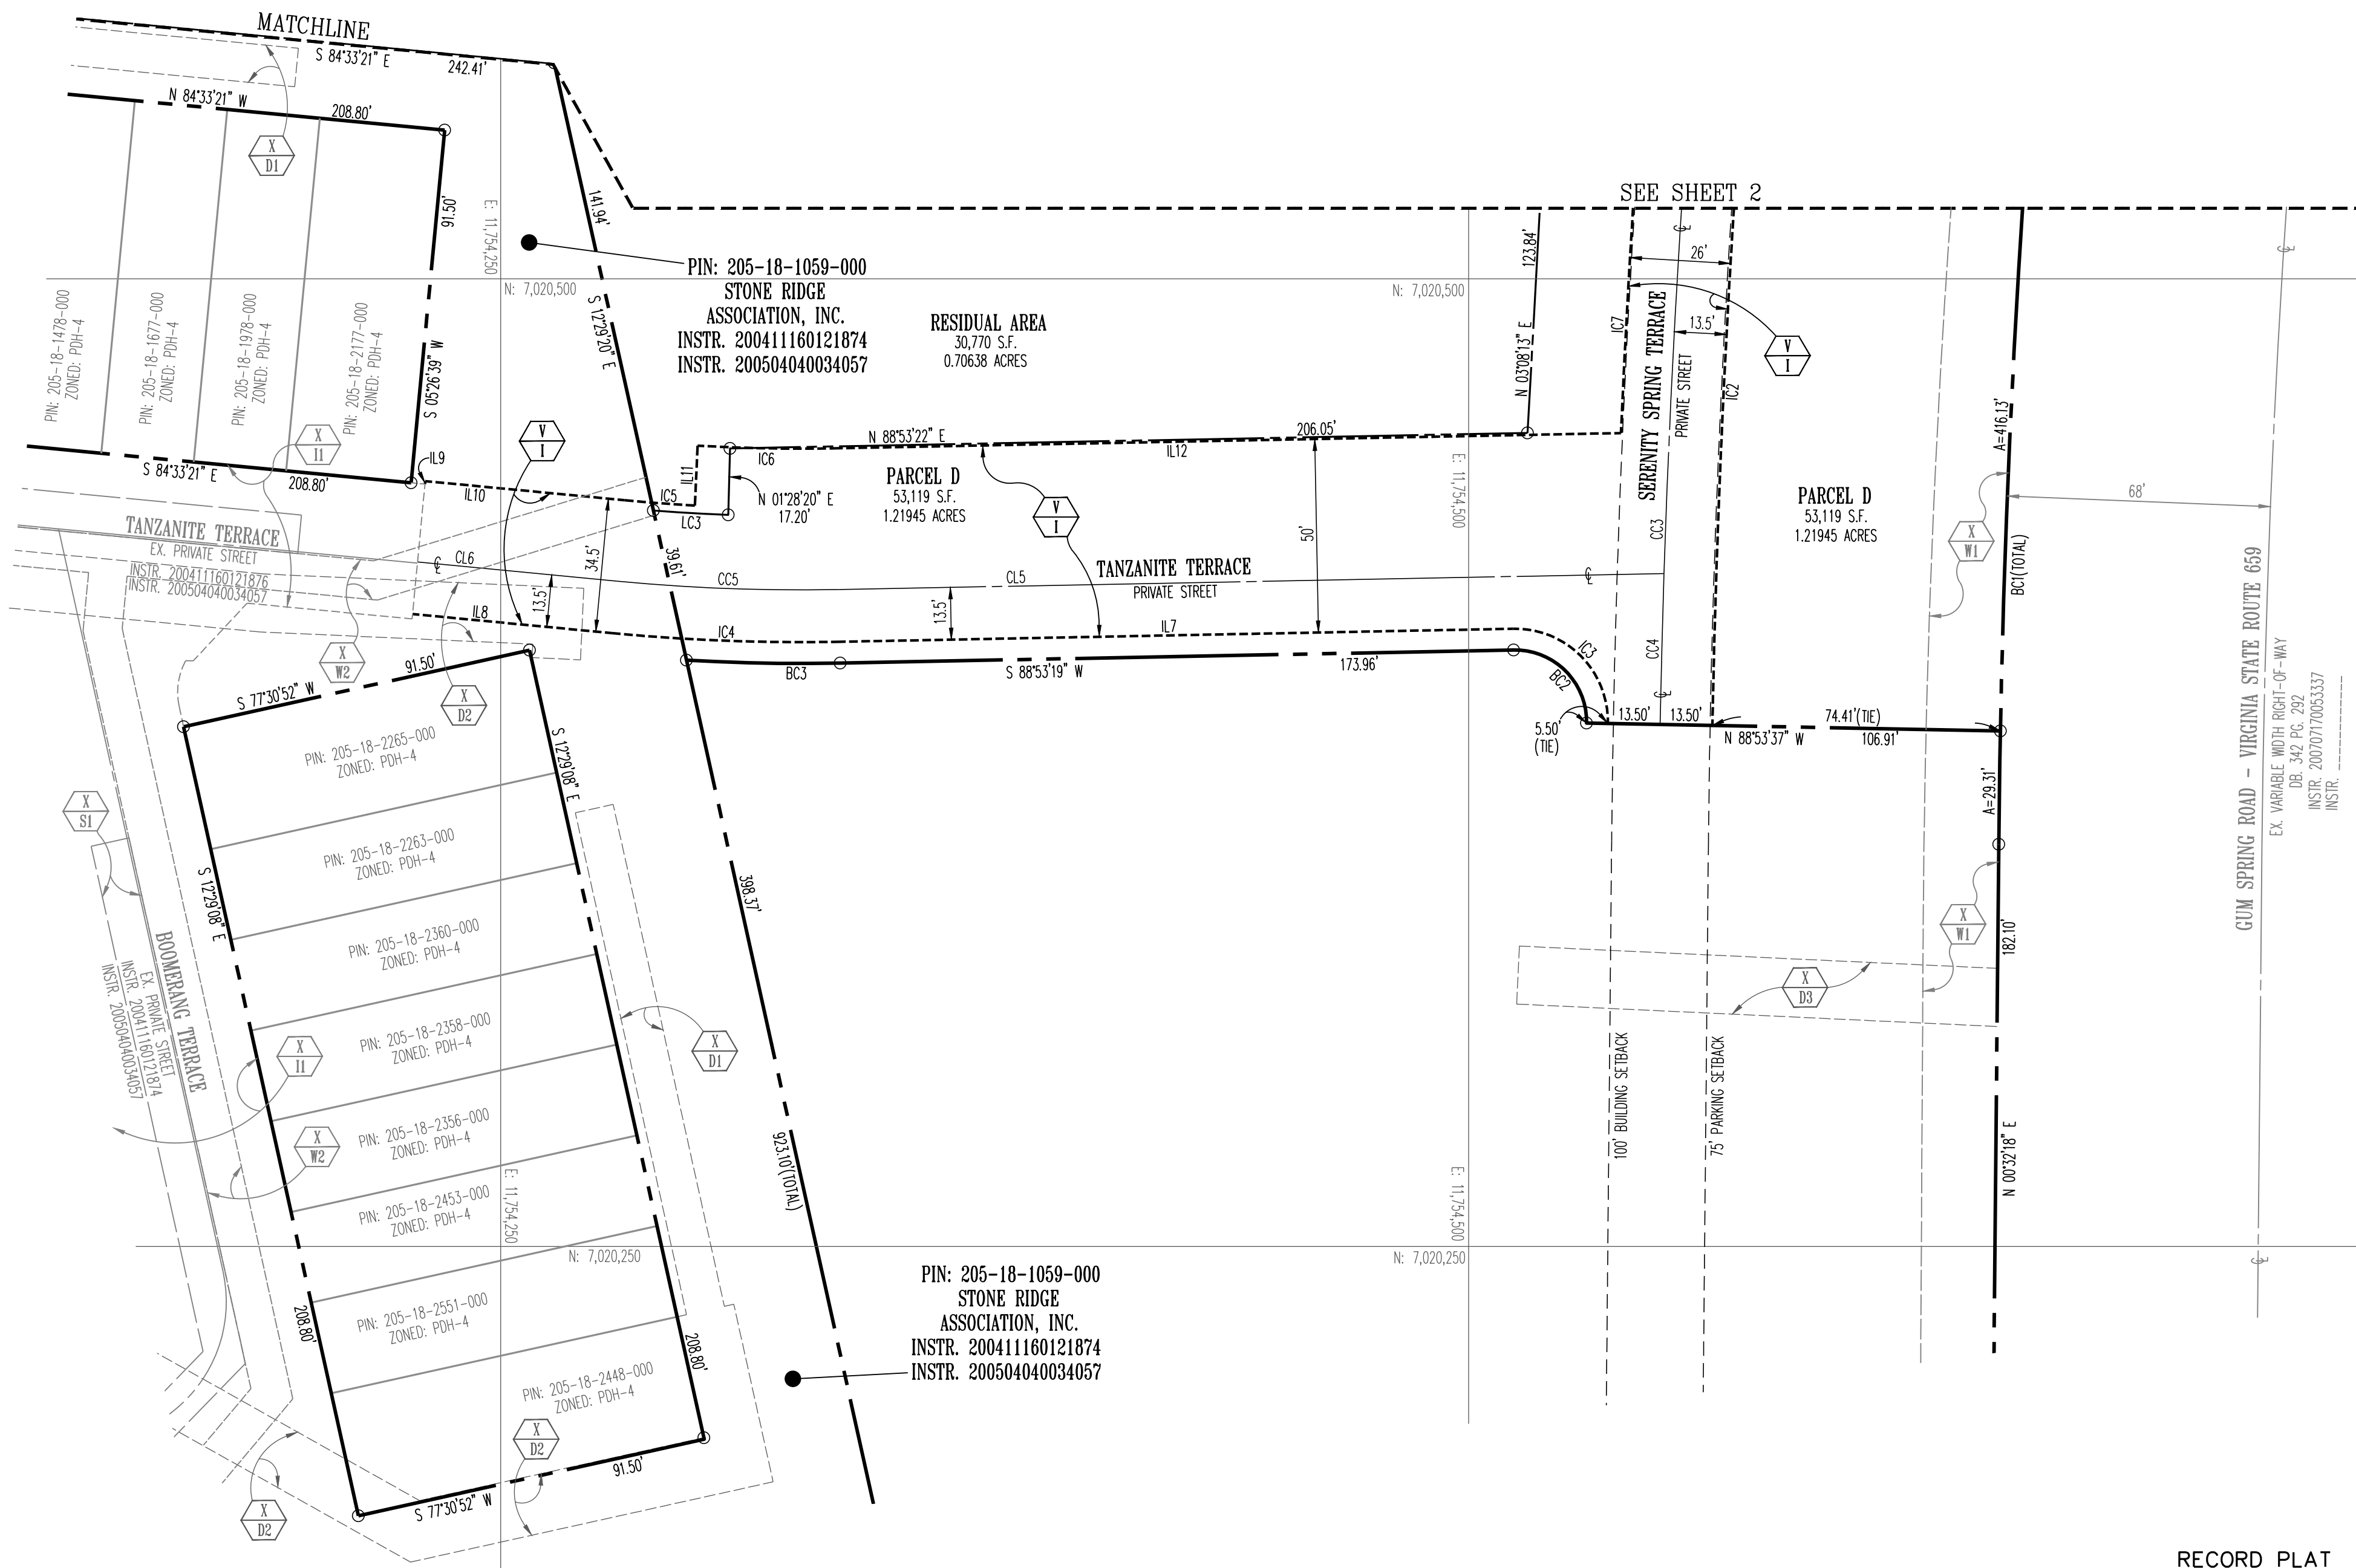 MATCHLINE
S 84°33'21" E
242.41'
N 84°33'21" W
208.80'
X
D1
91.50'
S 05°26'39" W
E: 11,754,250
N: 7,020,500
141.94'
S 12°29'20" E
PIN: 205-18-1059-000
STONE RIDGE
ASSOCIATION, INC.
INSTR. 200411160121874
INSTR. 200504040034057
RESIDUAL AREA
30,770 S.F.
0.70638 ACRES
SEE SHEET 2
N: 7,020,500
123.84'
N 03°08'13" E
26'
13.5'
IC7
SERENITY SPRING TERRACE
PRIVATE STREET
IC2
V
I
A=416.13'
BC1(TOTAL)
68'
PIN: 205-18-1478-000
ZONED: PDH-4
PIN: 205-18-1677-000
ZONED: PDH-4
PIN: 205-18-1978-000
ZONED: PDH-4
PIN: 205-18-2177-000
ZONED: PDH-4
X
I1
S 84°33'21" E
208.80'
IL9
IL10
V
I
IC5
IL11
LC3
IC6
N 88°53'22" E
206.05'
IL12
N 01°28'20" E
17.20'
PARCEL D
53,119 S.F.
1.21945 ACRES
V
I
E: 11,754,500
50'
PARCEL D
53,119 S.F.
1.21945 ACRES
X
W1
TANZANITE TERRACE
EX. PRIVATE STREET
INSTR. 200411160121876
INSTR. 200504040034057
CL6
34.5'
39.61'
CC5
CL5
TANZANITE TERRACE
PRIVATE STREET
CC3
CC4
13.5'
13.5'
IL8
IC4
IL7
IC3
BC2
X
W2
X
D2
91.50'
S 77°30'52" W
BC3
S 88°53'19" W
173.96'
5.50'
(TIE)
13.50'
13.50'
74.41'(TIE)
N 88°53'37" W
106.91'
A=29.31'
GUM SPRING ROAD - VIRGINIA STATE ROUTE 659
EX. VARIABLE WIDTH RIGHT-OF-WAY
DB. 342 PG. 292
INSTR. 200707170053337
INSTR. ____________
PIN: 205-18-2265-000
ZONED: PDH-4
S 12°29'08" E
X
S1
PIN: 205-18-2263-000
ZONED: PDH-4
S 12°29'08" E
398.37'
PIN: 205-18-2360-000
ZONED: PDH-4
X
W1
182.10'
X
D3
BOOMERANG TERRACE
EX. PRIVATE STREET
INSTR. 200411160121874
INSTR. 200504040034057
PIN: 205-18-2358-000
ZONED: PDH-4
X
I1
X
D1
100' BUILDING SETBACK
75' PARKING SETBACK
PIN: 205-18-2356-000
ZONED: PDH-4
X
W2
923.10'(TOTAL)
N 00°32'18" E
PIN: 205-18-2453-000
ZONED: PDH-4
E: 11,754,250
N: 7,020,250
E: 11,754,500
N: 7,020,250
PIN: 205-18-2551-000
ZONED: PDH-4
208.80'
208.80'
PIN: 205-18-1059-000
STONE RIDGE
ASSOCIATION, INC.
INSTR. 200411160121874
INSTR. 200504040034057
PIN: 205-18-2448-000
ZONED: PDH-4
X
D2
91.50'
S 77°30'52" W
X
D2
RECORD PLAT